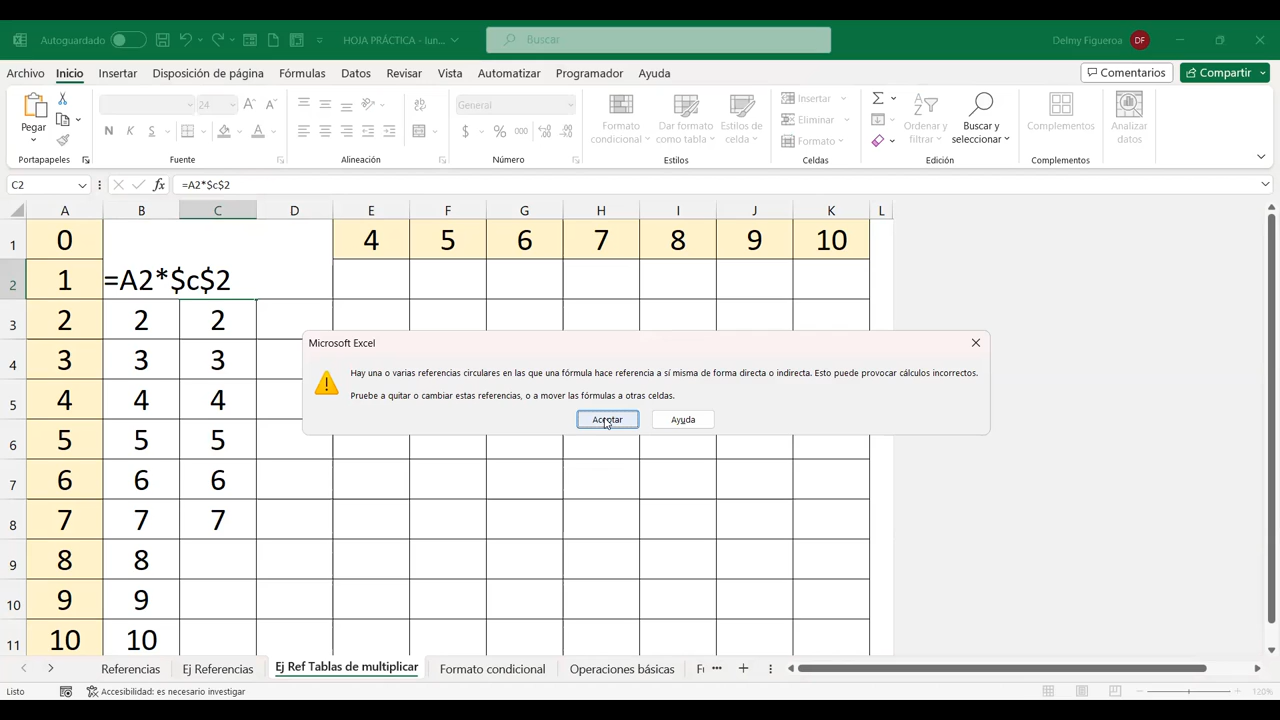 Autoguardado
HOJA PRÁCTICA - lun...
Buscar
Delmy Figueroa
DF
Archivo Inicio Insertar Disposición de página Fórmulas Datos Revisar Vista Automatizar Programador Ayuda
Comentarios
Compartir
Pegar
Portapapeles
24
N K S
Fuente
Alineación
General
$ % 000
Número
Formato condicional
Dar formato como tabla
Estilos de celda
Estilos
Insertar
Eliminar
Formato
Celdas
Ordenar y filtrar
Buscar y seleccionar
Edición
Complementos
Complementos
Analizar datos
C2
fx
=A2*$c$2
A B C D E F G H I J K L
1 0 4 5 6 7 8 9 10
2 1 =A2*$c$2
3 2 2 2
4 3 3 3
5 4 4 4
6 5 5 5
7 6 6 6
8 7 7 7
9 8 8
10 9 9
11 10 10
Microsoft Excel
Hay una o varias referencias circulares en las que una fórmula hace referencia a sí misma de forma directa o indirecta. Esto puede provocar cálculos incorrectos.
Pruebe a quitar o cambiar estas referencias, o a mover las fórmulas a otras celdas.
Aceptar
Ayuda
Referencias Ej Referencias Ej Ref Tablas de multiplicar Formato condicional Operaciones básicas
Listo
Accesibilidad: es necesario investigar
120%